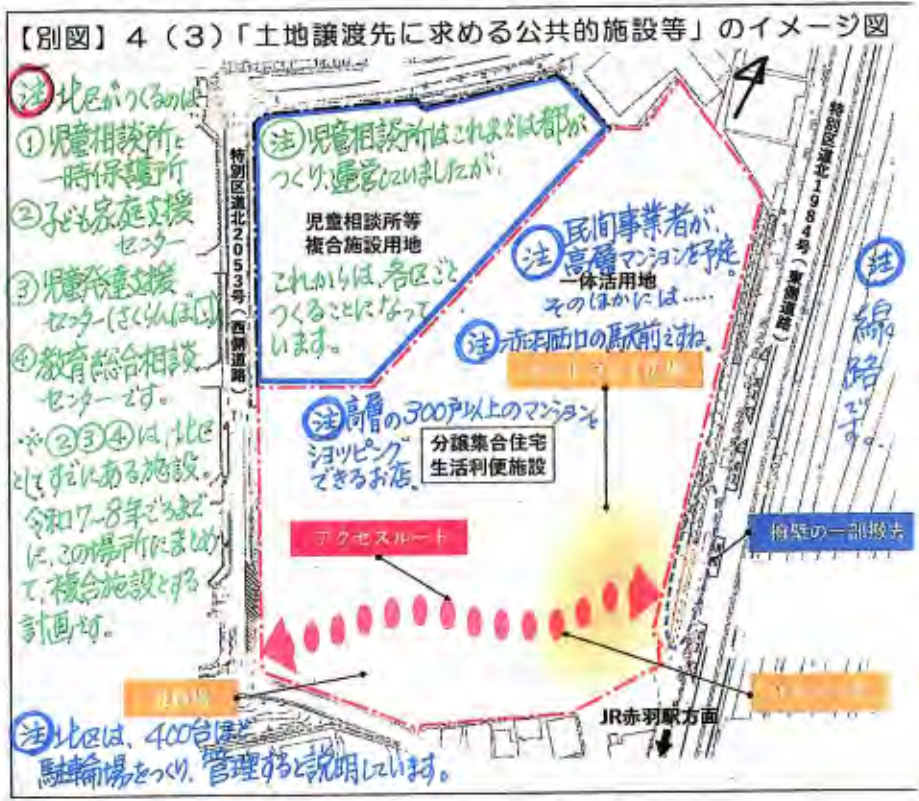 【別図】4(3)「土地譲渡先に求める公共的施設等」のイメージ図
注 北区がつくるのは
①児童相談所と
一時保護所
②子ども家庭支援
センター
③児童発達支援
センター(さくらんぼ園)
④教育総合相談
センターです。
※②③④は、北区
としてすでにある施設。
令和7~8年ごろまで
に、この場所にまとめ
て、複合施設とする
計画です。
特別区道北2053号(西側道路)
注 児童相談所はこれまでは都が
つくり、運営していましたが、
児童相談所等
複合施設用地
これからは、各区ごと
つくることになって
います。
注 民間事業者が、
高層マンションを予定。
一体活用地
そのほかには……
注 赤羽西口の駅前ですね。
特別区道北1984号(東側道路)
注 線路です。
注 高層の300戸以上のマンションと
ショッピング
できるお店。
分譲集合住宅
生活利便施設
アクセスルート
擁壁の一部撤去
JR赤羽駅方面
注 北区は、400台ほど
駐輪場をつくり、管理すると説明しています。